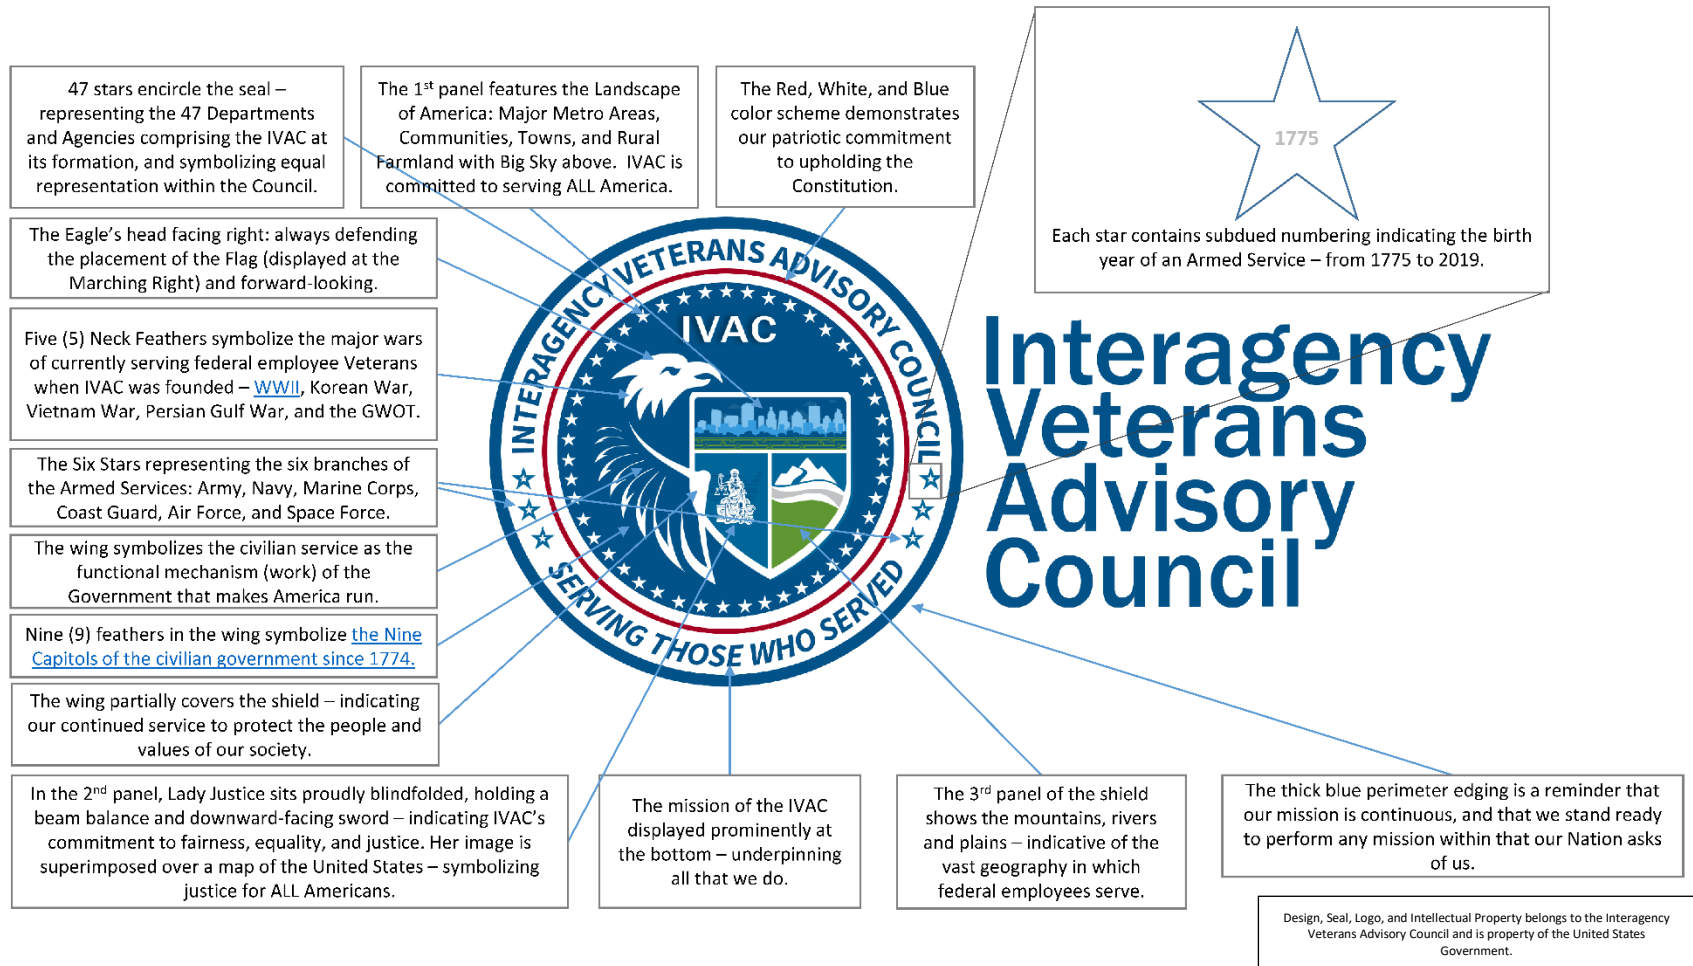 47 stars encircle the seal –
representing the 47 Departments
and Agencies comprising the IVAC at
its formation, and symbolizing equal
representation within the Council.
The 1st panel features the Landscape
of America: Major Metro Areas,
Communities, Towns, and Rural
Farmland with Big Sky above.  IVAC is
committed to serving ALL America.
The Red, White, and Blue
color scheme demonstrates
our patriotic commitment
to upholding the
Constitution.
1775
Each star contains subdued numbering indicating the birth
year of an Armed Service – from 1775 to 2019.
The Eagle’s head facing right: always defending
the placement of the Flag (displayed at the
Marching Right) and forward-looking.
Five (5) Neck Feathers symbolize the major wars
of currently serving federal employee Veterans
when IVAC was founded – WWII, Korean War,
Vietnam War, Persian Gulf War, and the GWOT.
The Six Stars representing the six branches of
the Armed Services: Army, Navy, Marine Corps,
Coast Guard, Air Force, and Space Force.
The wing symbolizes the civilian service as the
functional mechanism (work) of the
Government that makes America run.
Nine (9) feathers in the wing symbolize the Nine
Capitols of the civilian government since 1774.
The wing partially covers the shield – indicating
our continued service to protect the people and
values of our society.
INTERAGENCY VETERANS ADVISORY COUNCIL
IVAC
SERVING THOSE WHO SERVED
Interagency
Veterans
Advisory
Council
In the 2nd panel, Lady Justice sits proudly blindfolded, holding a
beam balance and downward-facing sword – indicating IVAC’s
commitment to fairness, equality, and justice. Her image is
superimposed over a map of the United States – symbolizing
justice for ALL Americans.
The mission of the IVAC
displayed prominently at
the bottom – underpinning
all that we do.
The 3rd panel of the shield
shows the mountains, rivers
and plains – indicative of the
vast geography in which
federal employees serve.
The thick blue perimeter edging is a reminder that
our mission is continuous, and that we stand ready
to perform any mission within that our Nation asks
of us.
Design, Seal, Logo, and Intellectual Property belongs to the Interagency
Veterans Advisory Council and is property of the United States
Government.